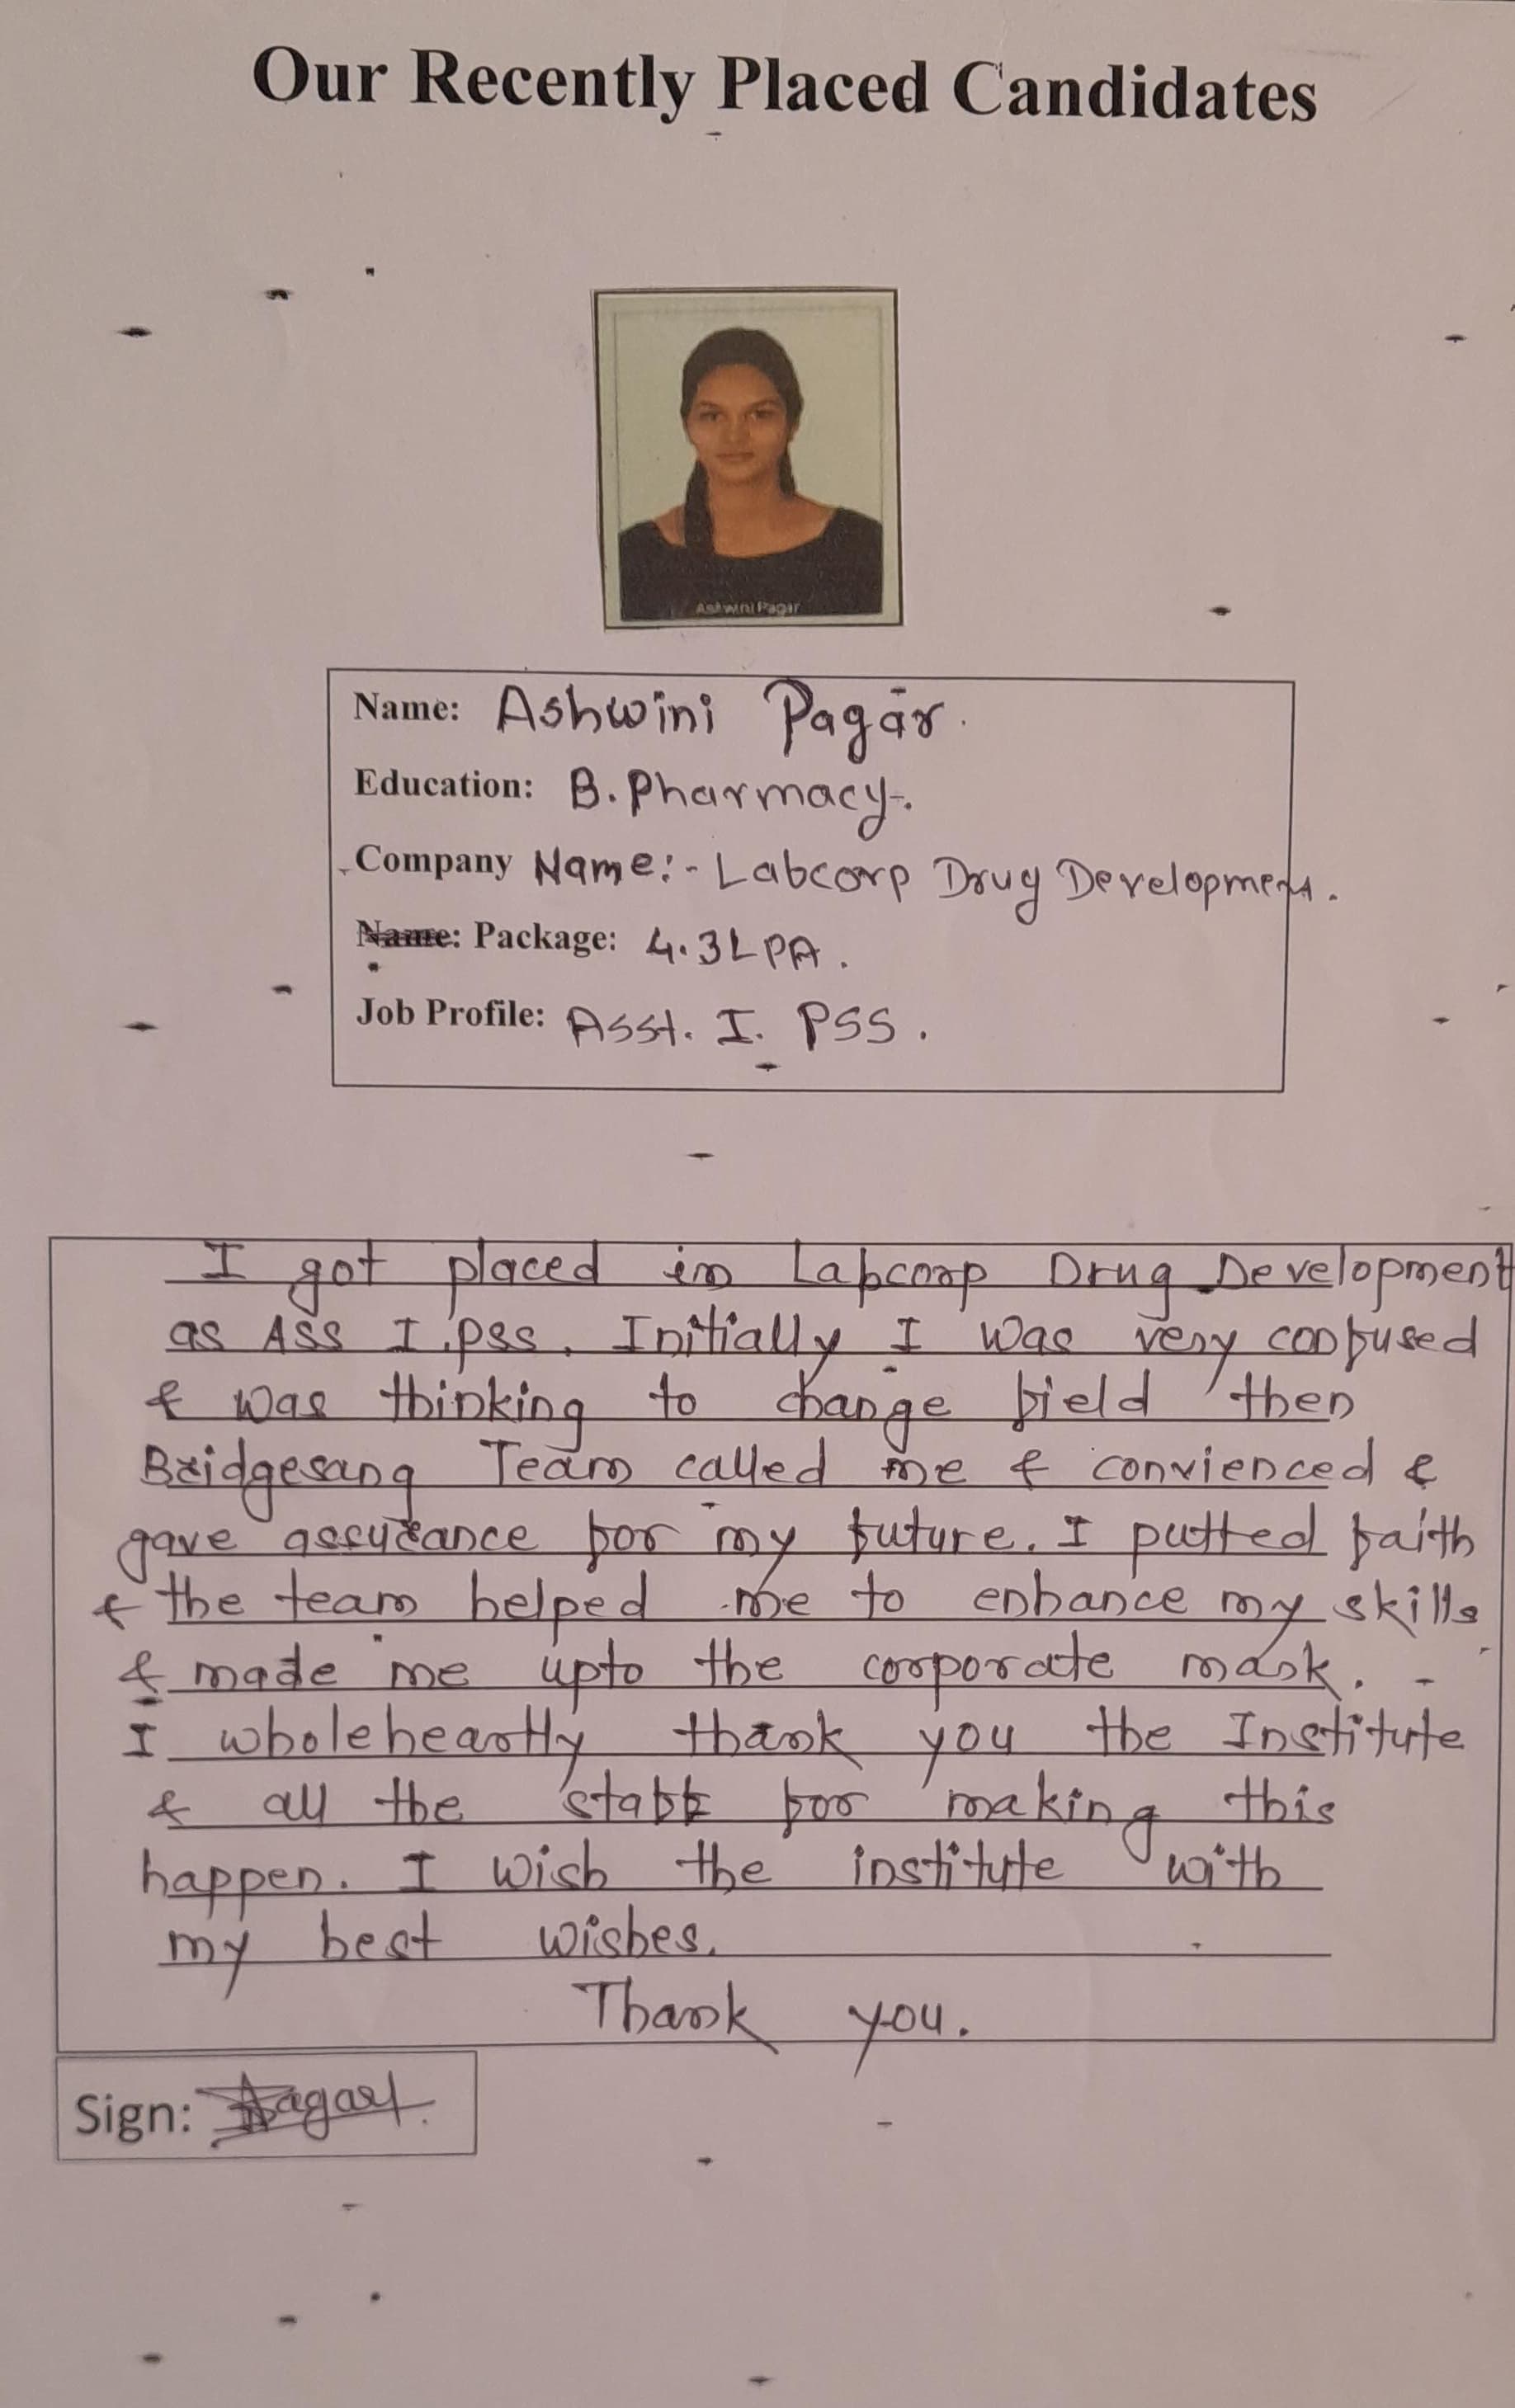 Our Recently Placed Candidates
Ashwini Pagar
Name: Ashwini Pagar.
Education: B. Pharmacy.
Company Name:- Labcorp Drug Development.
Name: Package: 4.3LPA.
Job Profile: Asst. I. PSS.
I got placed in Labcorp Drug Development
as Ass I. pss. Initially I was very confused
& was thinking to change field then
Bridgesang Team called me & convienced &
gave assurance for my future. I putted faith
& the team helped me to enhance my skills
& made me upto the corporate mask.
I wholeheartly thank you the Institute
& all the staff for making this
happen. I wish the institute with
my best wishes.
Thank you.
Sign: Pagar